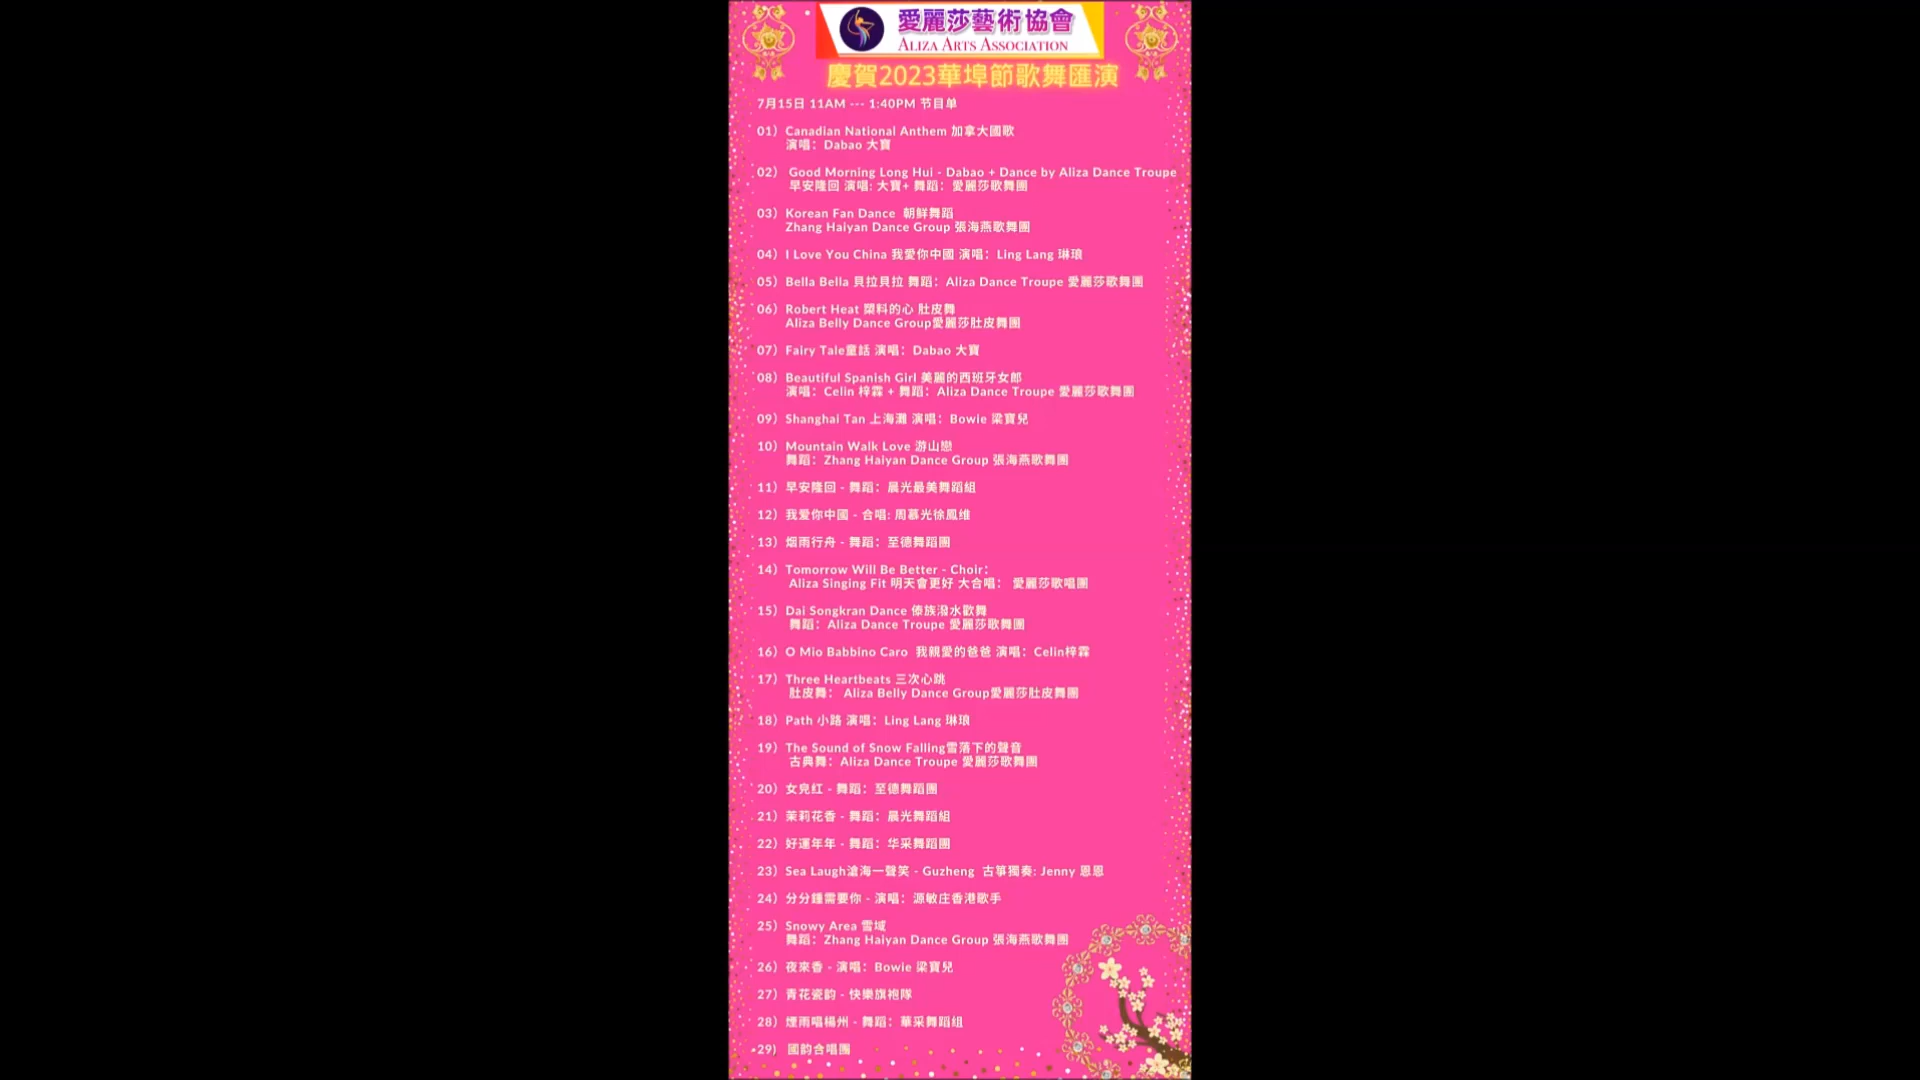 愛麗莎藝術協會
ALIZA ARTS ASSOCIATION
慶賀2023華埠節歌舞匯演
7月15日 11AM --- 1:40PM 节目单
01) Canadian National Anthem 加拿大國歌
演唱：Dabao 大寶
02) Good Morning Long Hui - Dabao + Dance by Aliza Dance Troupe
早安隆回 演唱: 大寶+ 舞蹈：愛麗莎歌舞團
03) Korean Fan Dance 朝鮮舞蹈
Zhang Haiyan Dance Group 張海燕歌舞團
04) I Love You China 我愛你中國 演唱：Ling Lang 琳琅
05) Bella Bella 貝拉貝拉 舞蹈：Aliza Dance Troupe 愛麗莎歌舞團
06) Robert Heat 塑料的心 肚皮舞
Aliza Belly Dance Group愛麗莎肚皮舞團
07) Fairy Tale童話 演唱：Dabao 大寶
08) Beautiful Spanish Girl 美麗的西班牙女郎
演唱：Celin 梓霖 + 舞蹈：Aliza Dance Troupe 愛麗莎歌舞團
09) Shanghai Tan 上海灘 演唱：Bowie 梁寶兒
10) Mountain Walk Love 游山戀
舞蹈：Zhang Haiyan Dance Group 張海燕歌舞團
11) 早安隆回 - 舞蹈：晨光最美舞蹈組
12) 我爱你中國 - 合唱: 周慕光徐鳳维
13) 烟雨行舟 - 舞蹈：至德舞蹈團
14) Tomorrow Will Be Better - Choir：
Aliza Singing Fit 明天會更好 大合唱： 愛麗莎歌唱團
15) Dai Songkran Dance 傣族潑水歡舞
舞蹈：Aliza Dance Troupe 愛麗莎歌舞團
16) O Mio Babbino Caro 我親愛的爸爸 演唱：Celin梓霖
17) Three Heartbeats 三次心跳
肚皮舞： Aliza Belly Dance Group愛麗莎肚皮舞團
18) Path 小路 演唱：Ling Lang 琳琅
19) The Sound of Snow Falling雪落下的聲音
古典舞：Aliza Dance Troupe 愛麗莎歌舞團
20) 女兒红 - 舞蹈：至德舞蹈團
21) 茉莉花香 - 舞蹈：晨光舞蹈組
22) 好運年年 - 舞蹈：华采舞蹈團
23) Sea Laugh滄海一聲笑 - Guzheng 古箏獨奏: Jenny 恩恩
24) 分分鍾需要你 - 演唱：源敏庄香港歌手
25) Snowy Area 雪域
舞蹈：Zhang Haiyan Dance Group 張海燕歌舞團
26) 夜來香 - 演唱：Bowie 梁寶兒
27) 青花瓷韵 - 快樂旗袍隊
28) 煙雨唱楊州 - 舞蹈：華采舞蹈組
29) 國韵合唱團